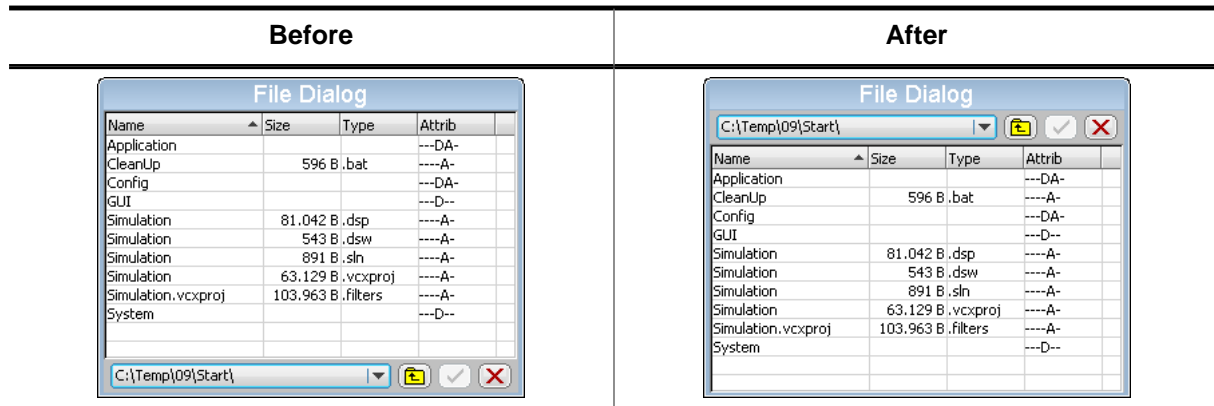 Before
After
File Dialog
Name Size Type Attrib
Application ---DA-
CleanUp 596 B .bat ----A-
Config ---DA-
GUI ---D--
Simulation 81.042 B .dsp ----A-
Simulation 543 B .dsw ----A-
Simulation 891 B .sln ----A-
Simulation 63.129 B .vcxproj ----A-
Simulation.vcxproj 103.963 B .filters ----A-
System ---D--
C:\Temp\09\Start\
File Dialog
C:\Temp\09\Start\
Name Size Type Attrib
Application ---DA-
CleanUp 596 B .bat ----A-
Config ---DA-
GUI ---D--
Simulation 81.042 B .dsp ----A-
Simulation 543 B .dsw ----A-
Simulation 891 B .sln ----A-
Simulation 63.129 B .vcxproj ----A-
Simulation.vcxproj 103.963 B .filters ----A-
System ---D--